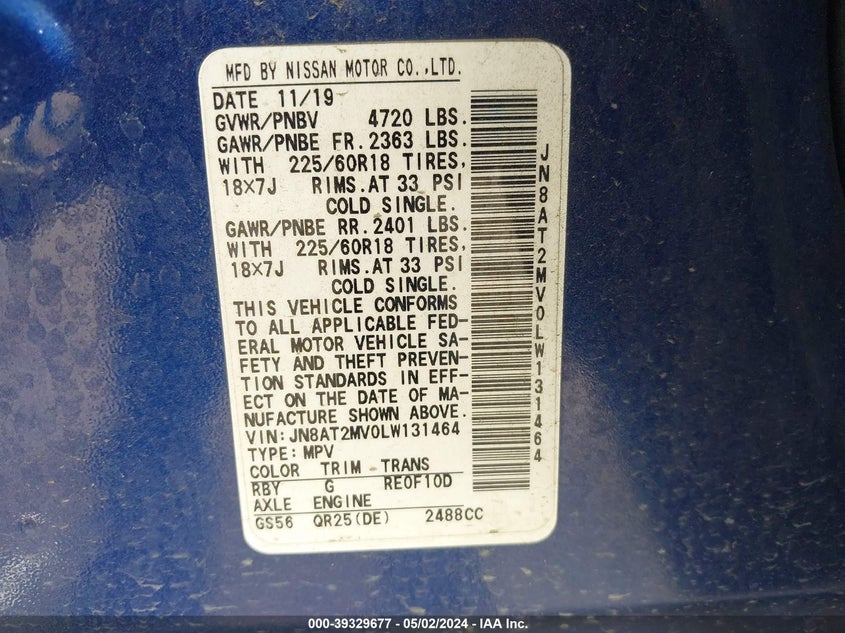 MFD BY NISSAN MOTOR CO.,LTD.
DATE 11/19
GVWR/PNBV 4720 LBS.
GAWR/PNBE FR. 2363 LBS.
WITH 225/60R18 TIRES,
18×7J RIMS.AT 33 PSI
COLD SINGLE.
GAWR/PNBE RR. 2401 LBS.
WITH 225/60R18 TIRES,
18×7J RIMS.AT 33 PSI
COLD SINGLE.
THIS VEHICLE CONFORMS
TO ALL APPLICABLE FED-
ERAL MOTOR VEHICLE SA-
FETY AND THEFT PREVEN-
TION STANDARDS IN EFF-
ECT ON THE DATE OF MA-
NUFACTURE SHOWN ABOVE.
VIN:JN8AT2MV0LW131464
TYPE:MPV
COLOR TRIM TRANS
RBY G RE0F10D
AXLE ENGINE
GS56 QR25(DE) 2488CC
JN8AT2MV0LW131464
000-39329677 - 05/02/2024 - IAA Inc.